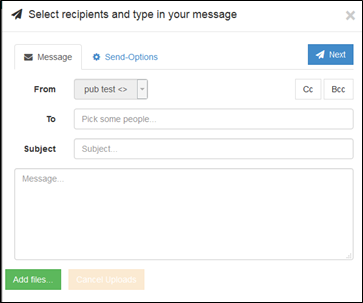 Select recipients and type in your message
Message Send-Options Next
From pub test <> Cc Bcc
To Pick some people...
Subject Subject...
Message...
Add files... Cancel Uploads